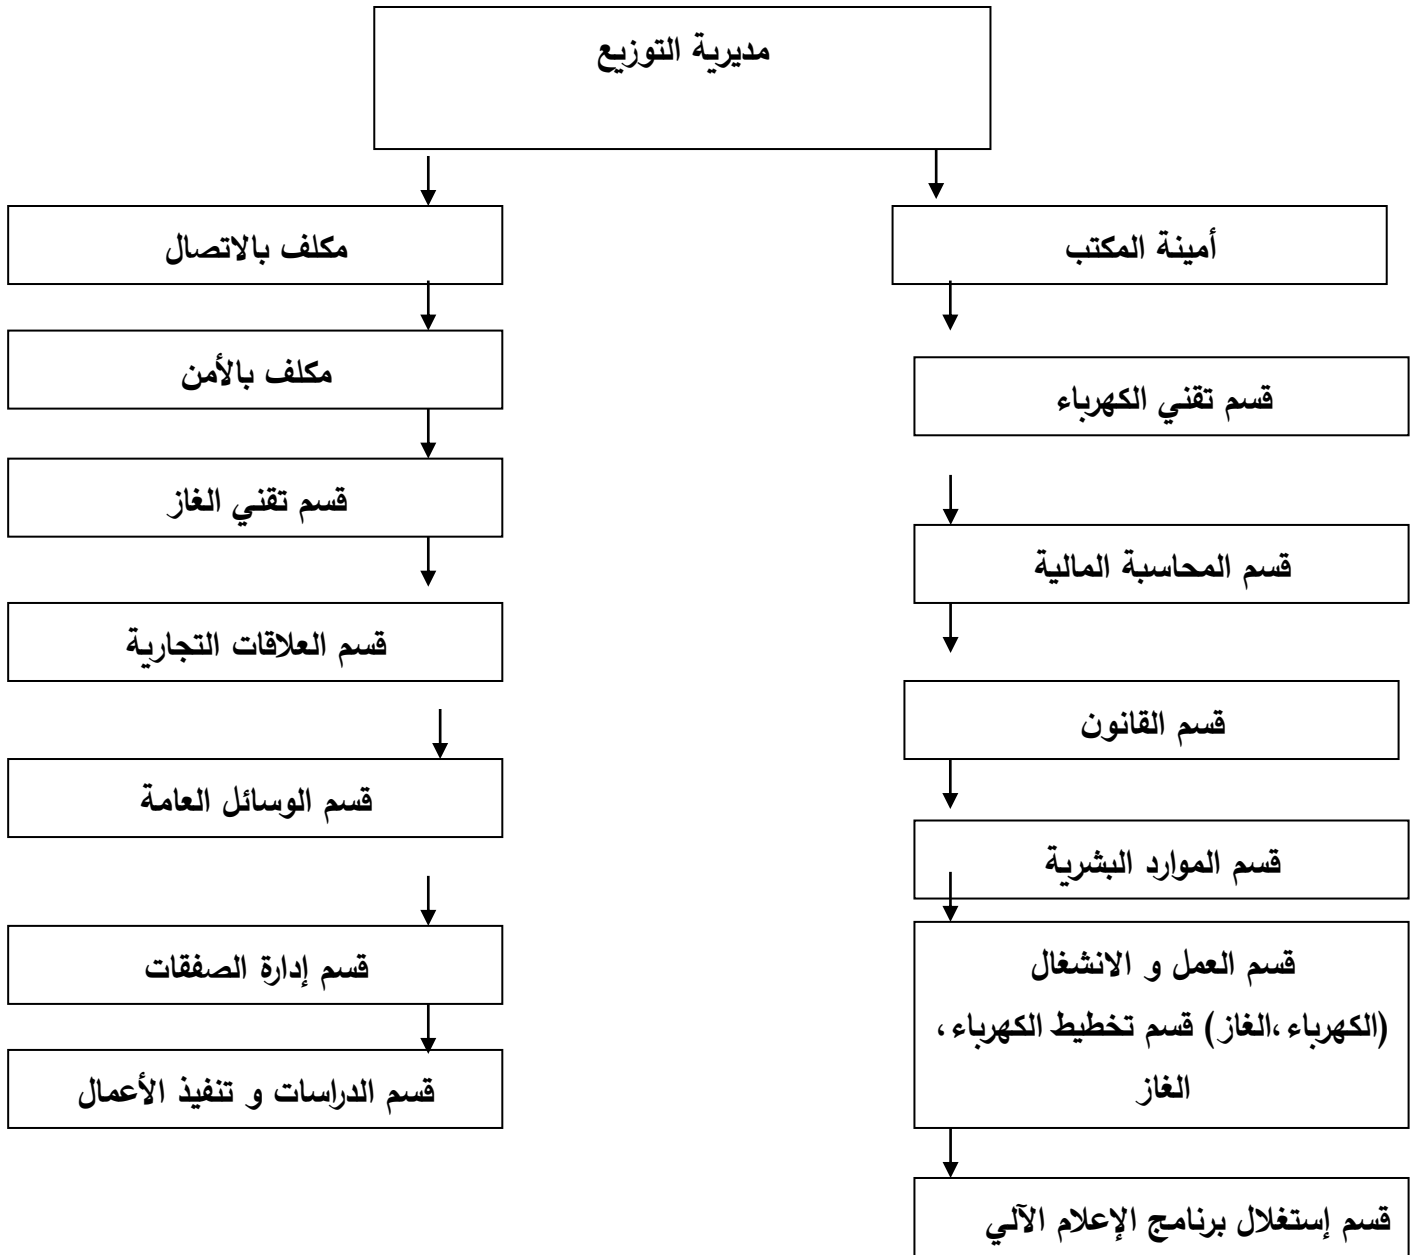 مديرية التوزيع
أمينة المكتب
مكلف بالاتصال
مكلف بالأمن
قسم تقني الكهرباء
قسم تقني الغاز
قسم المحاسبة المالية
قسم العلاقات التجارية
قسم القانون
قسم الوسائل العامة
قسم الموارد البشرية
قسم العمل و الانشغال
(الكهرباء ،الغاز) قسم تخطيط الكهرباء ،
الغاز
قسم إدارة الصفقات
قسم الدراسات و تنفيذ الأعمال
قسم إستغلال برنامج الإعلام الآلي